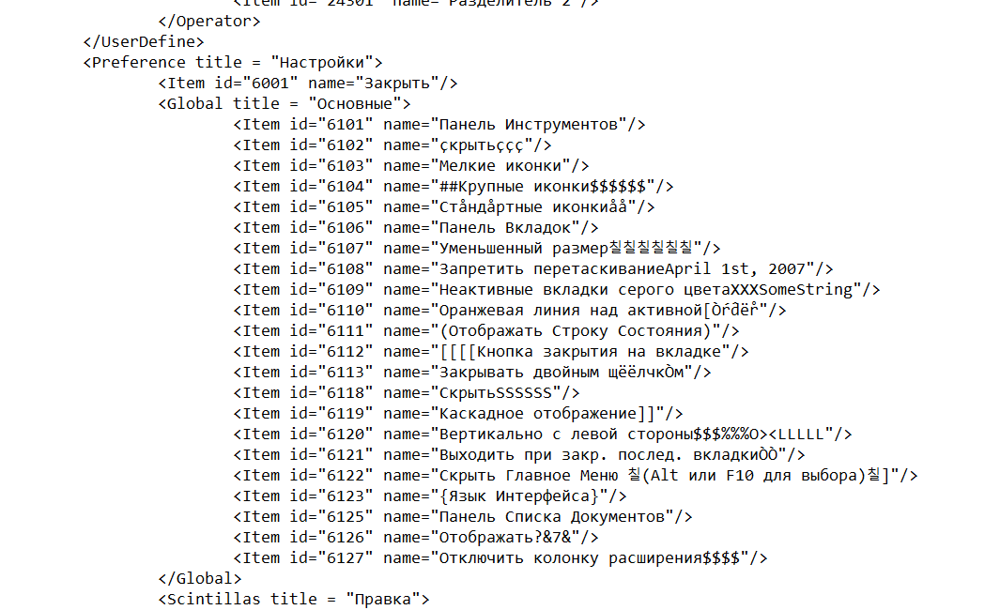 <Item id="24301" name="Разделитель 2"/>
</Operator>
</UserDefine>
<Preference title = "Настройки">
<Item id="6001" name="Закрыть"/>
<Global title = "Основные">
<Item id="6101" name="Панель Инструментов"/>
<Item id="6102" name="çкрытьççç"/>
<Item id="6103" name="Мелкие иконки"/>
<Item id="6104" name="##Крупные иконки$$$$$$"/>
<Item id="6105" name="Стåндåртные иконкиåå"/>
<Item id="6106" name="Панель Вкладок"/>
<Item id="6107" name="Уменьшенный размер칠칠칠칠칠칠"/>
<Item id="6108" name="Запретить перетаскиваниеApril 1st, 2007"/>
<Item id="6109" name="Неактивные вкладки серого цветаXXXSomeString"/>
<Item id="6110" name="Оранжевая линия над активной[Òŕd̂ër̊"/>
<Item id="6111" name="(Отображать Строку Состояния)"/>
<Item id="6112" name="[[[[Кнопка закрытия на вкладке"/>
<Item id="6113" name="Закрывать двойным щёёлчкÒм"/>
<Item id="6118" name="СкрытьSSSSSS"/>
<Item id="6119" name="Каскадное отображение]]"/>
<Item id="6120" name="Вертикально с левой стороны$$$%%%O><LLLLL"/>
<Item id="6121" name="Выходить при закр. послед. вкладкиÒÒ"/>
<Item id="6122" name="Скрыть Главное Меню 칠(Alt или F10 для выбора)칠]"/>
<Item id="6123" name="{Язык Интерфейса}"/>
<Item id="6125" name="Панель Списка Документов"/>
<Item id="6126" name="Отображать?&7&"/>
<Item id="6127" name="Отключить колонку расширения$$$$"/>
</Global>
<Scintillas title = "Правка">